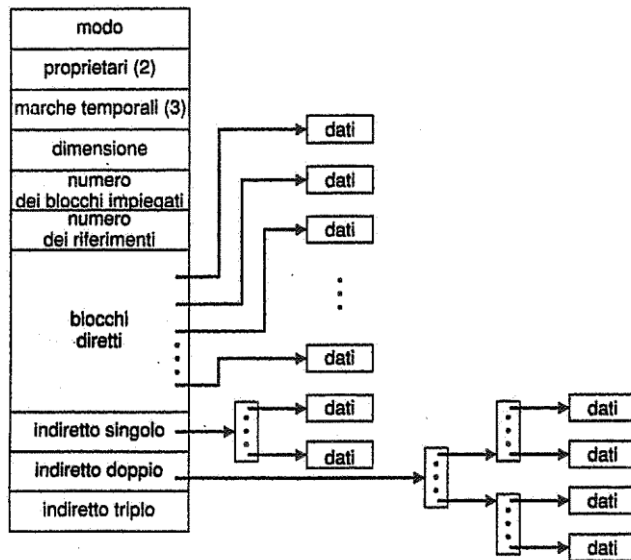 modo
proprietari (2)
marche temporali (3)
dimensione
numero
dei blocchi impiegati
numero
dei riferimenti
blocchi
diretti
indiretto singolo
indiretto doppio
indiretto triplo
dati
dati
dati
dati
dati
dati
dati
dati
dati
dati